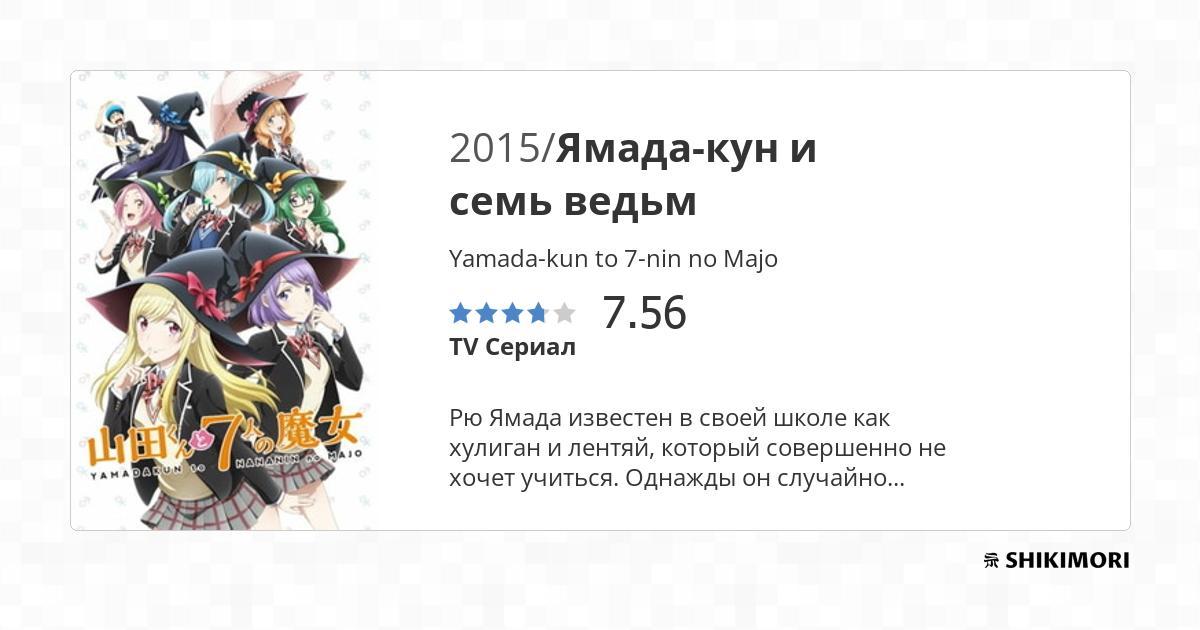 2015/Ямада-кун и
семь ведьм
Yamada-kun to 7-nin no Majo
7.56
TV Сериал
Рю Ямада известен в своей школе как
хулиган и лентяй, который совершенно не
хочет учиться. Однажды он случайно...
山田くんと7人の魔女
YAMADAKUN to NANANIN no MAJO
SHIKIMORI